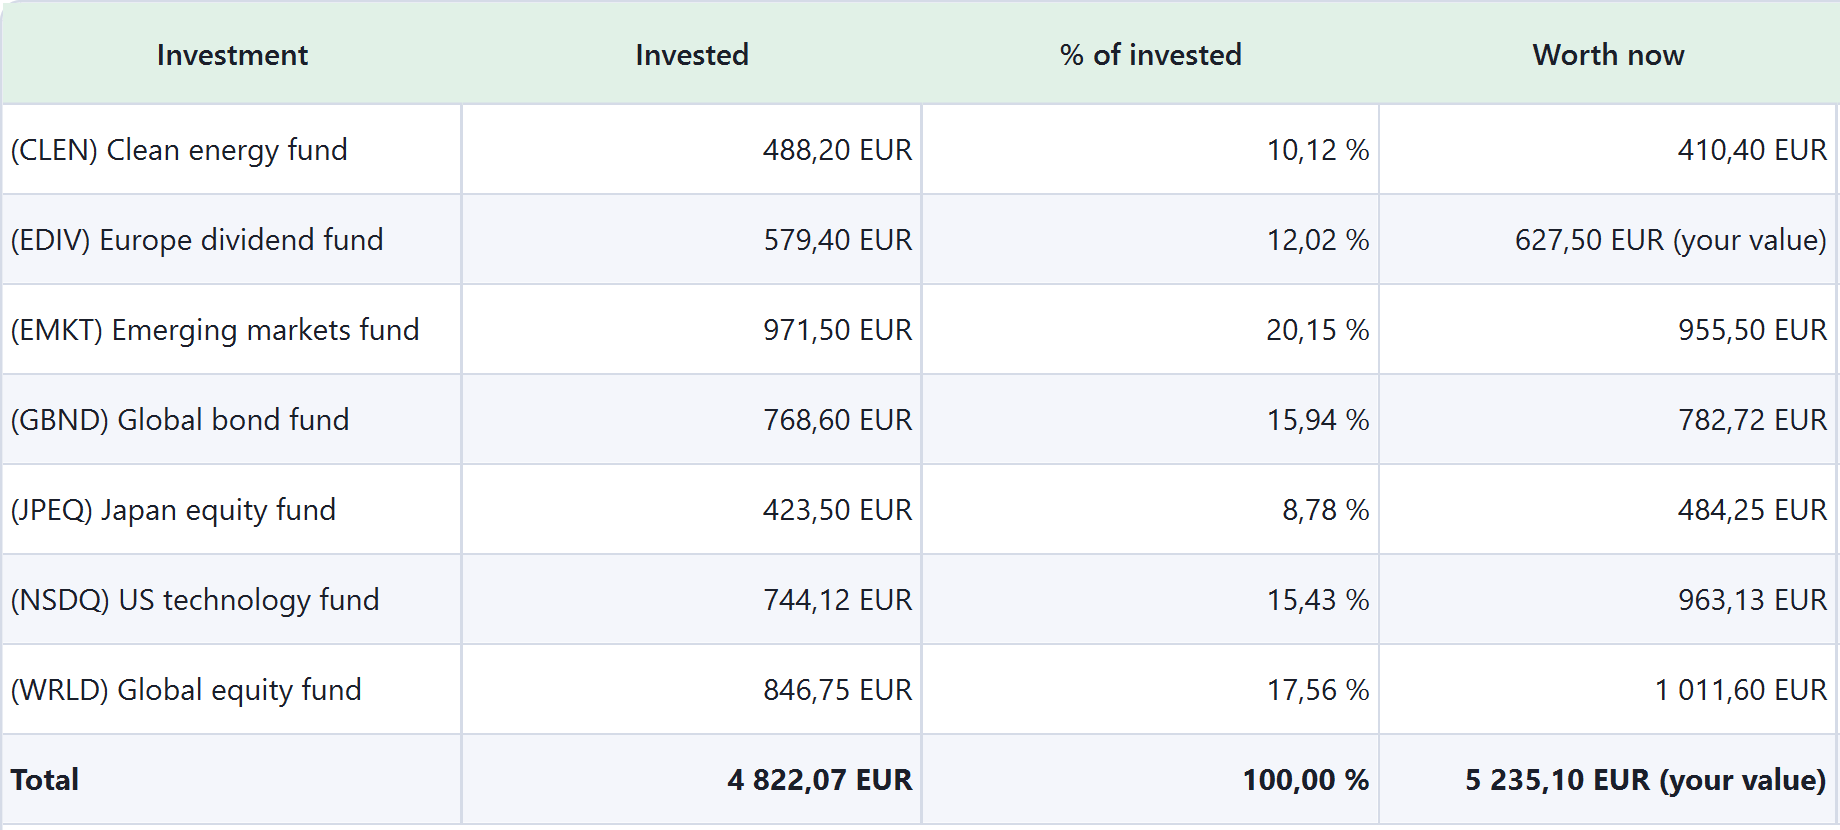 Investment Invested % of invested Worth now
(CLEN) Clean energy fund 488,20 EUR 10,12 % 410,40 EUR
(EDIV) Europe dividend fund 579,40 EUR 12,02 % 627,50 EUR (your value)
(EMKT) Emerging markets fund 971,50 EUR 20,15 % 955,50 EUR
(GBND) Global bond fund 768,60 EUR 15,94 % 782,72 EUR
(JPEQ) Japan equity fund 423,50 EUR 8,78 % 484,25 EUR
(NSDQ) US technology fund 744,12 EUR 15,43 % 963,13 EUR
(WRLD) Global equity fund 846,75 EUR 17,56 % 1 011,60 EUR
Total 4 822,07 EUR 100,00 % 5 235,10 EUR (your value)